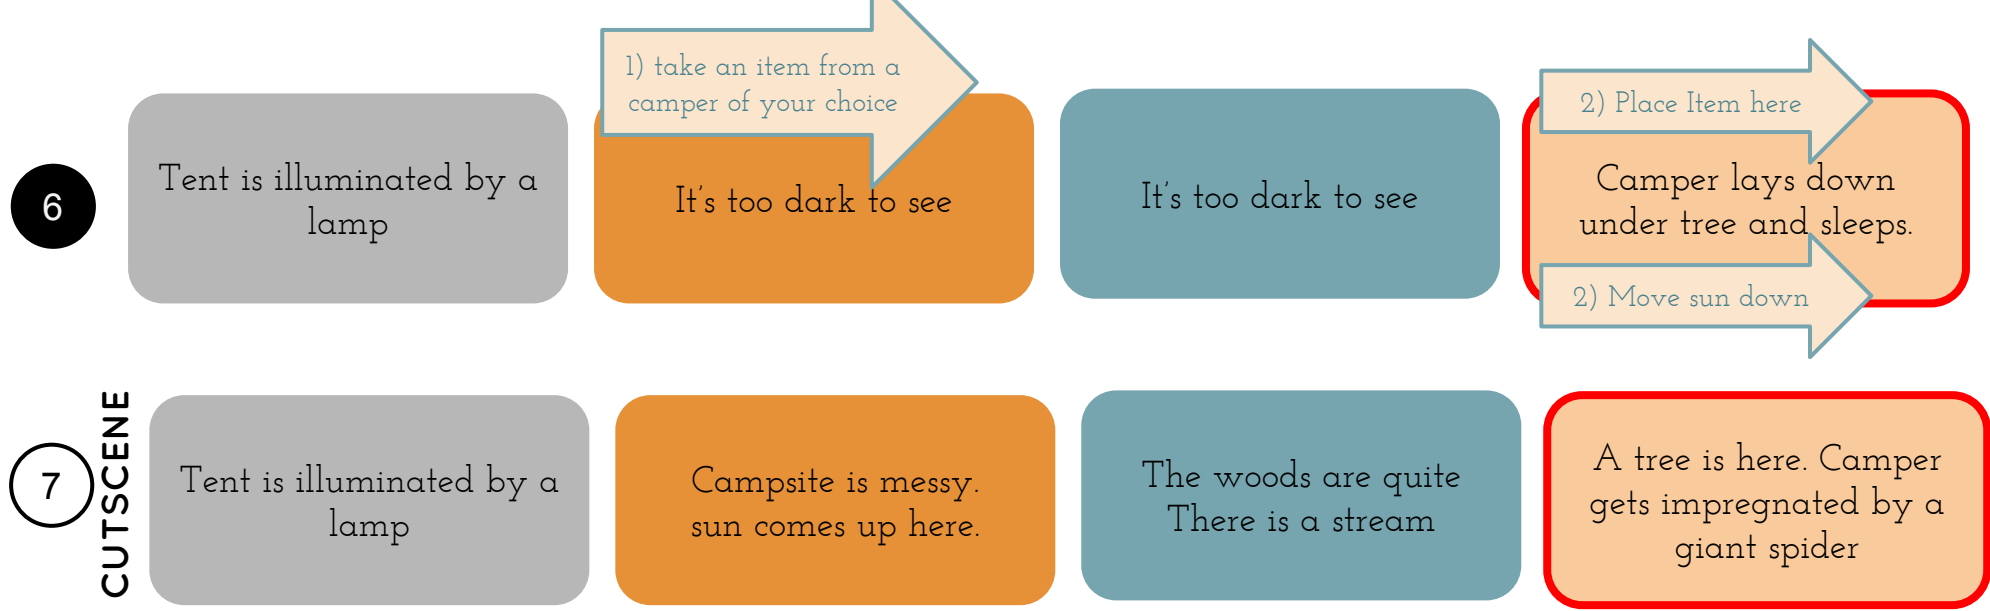 6
Tent is illuminated by a
lamp
1) take an item from a
camper of your choice
It's too dark to see
It's too dark to see
2) Place Item here
Camper lays down
under tree and sleeps.
2) Move sun down
7
CUTSCENE
Tent is illuminated by a
lamp
Campsite is messy.
sun comes up here.
The woods are quite
There is a stream
A tree is here. Camper
gets impregnated by a
giant spider